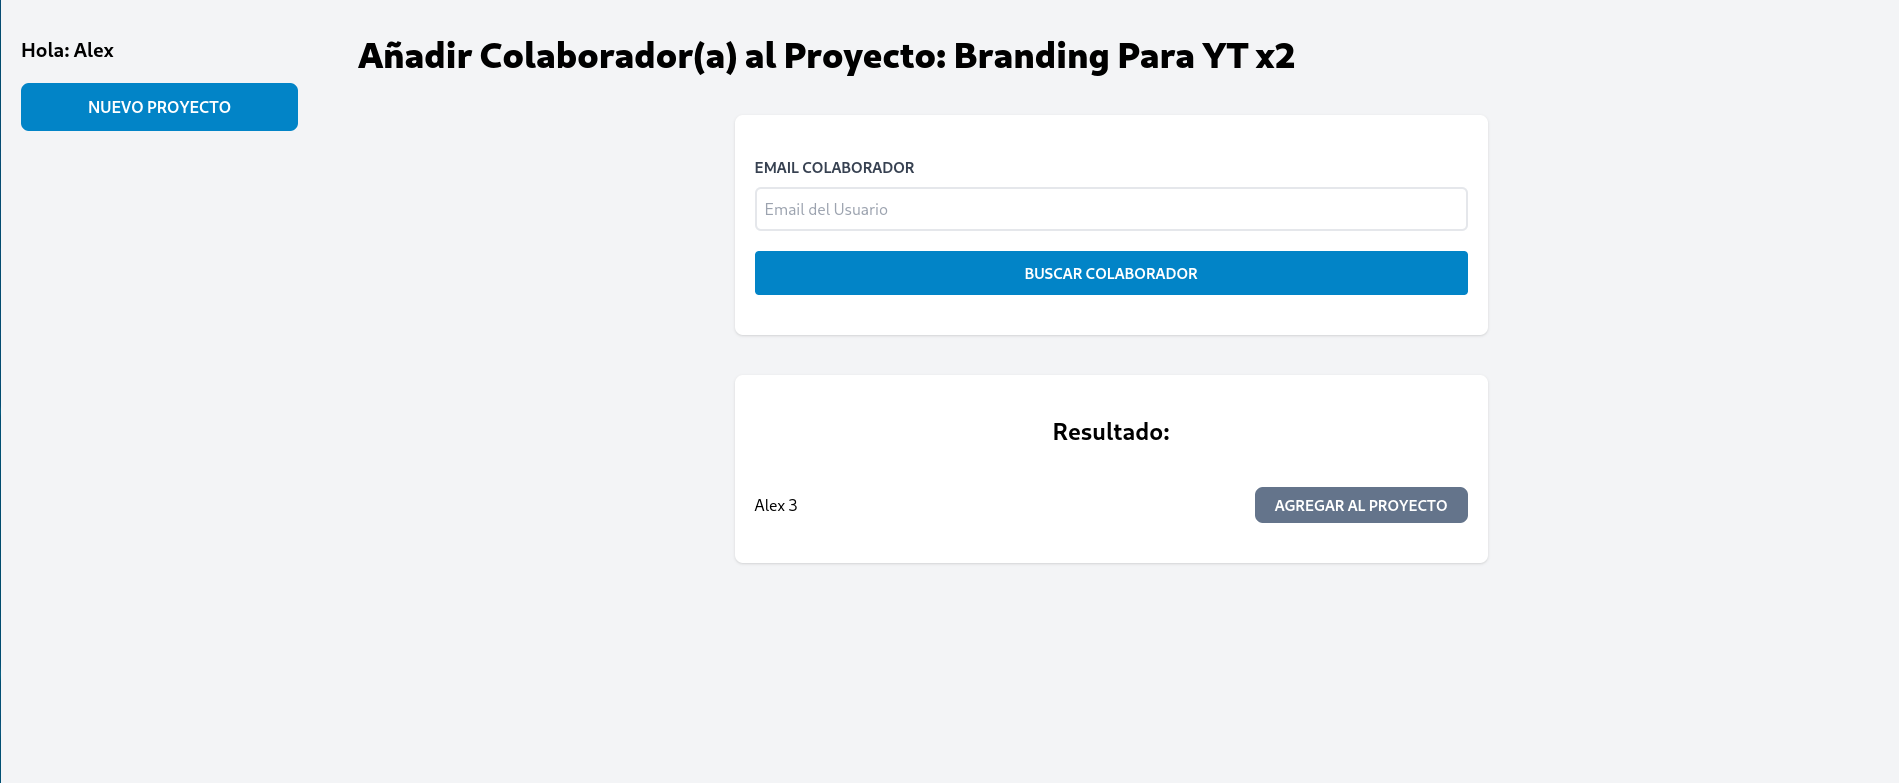 Hola: Alex
NUEVO PROYECTO
Añadir Colaborador(a) al Proyecto: Branding Para YT x2
EMAIL COLABORADOR
Email del Usuario
BUSCAR COLABORADOR
Resultado:
Alex 3
AGREGAR AL PROYECTO